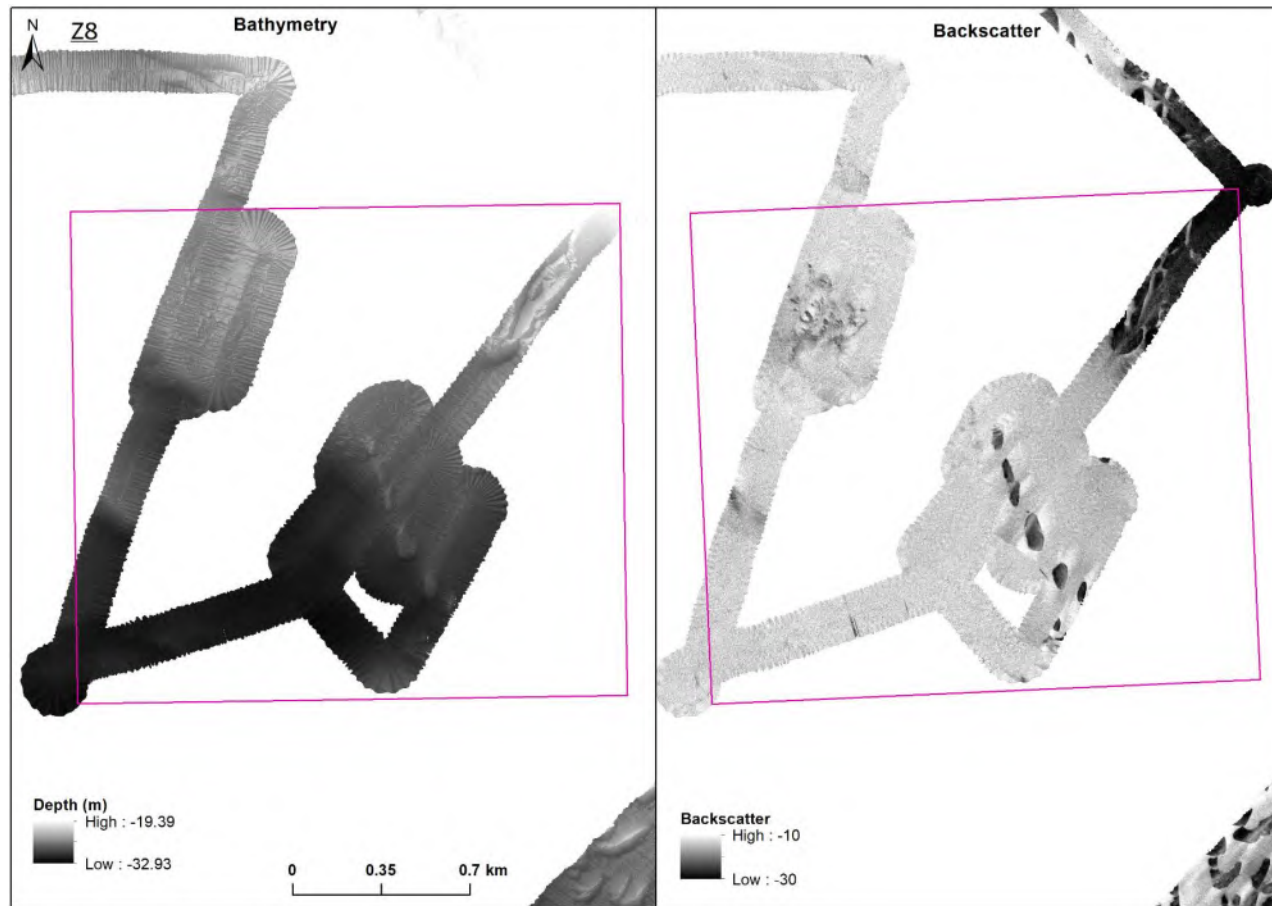 N
Z8
Bathymetry
Depth (m)
High : -19.39
Low : -32.93
0 0.35 0.7 km
Backscatter
Backscatter
High : -10
Low : -30